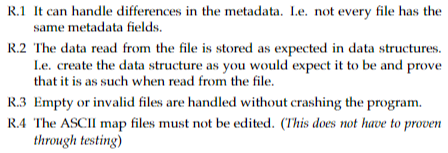 R.1 It can handle differences in the metadata. I.e. not every file has the
same metadata fields.
R.2 The data read from the file is stored as expected in data structures.
I.e. create the data structure as you would expect it to be and prove
that it is as such when read from the file.
R.3 Empty or invalid files are handled without crashing the program.
R.4 The ASCII map files must not be edited. (This does not have to proven
through testing)